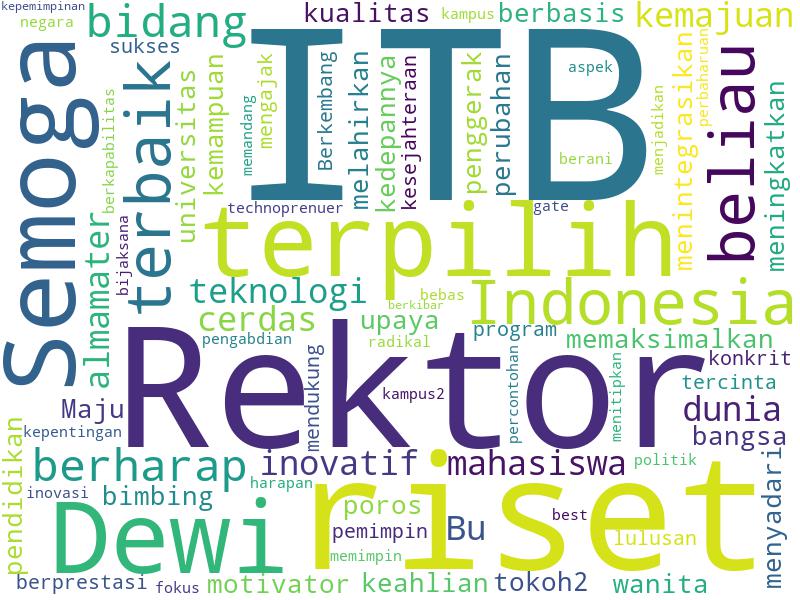 kepemimpinan
negara
bidang
kualitas
kampus
berbasis
kemajuan
sukses
ITB
Semoga
terbaik
universitas
kemampuan
berkapabilitas
memandang
mengajak
Berkembang
melahirkan
kedepannya
kesejahteraan
penggerak
perubahan
aspek
berani
menjadikan
menintegrasikan
perbaharuan
beliau
meningkatkan
almamater
bijaksana
technoprenuer
gate
terpilih
teknologi
berkibar
bebas
Indonesia
cerdas
upaya
pengabdian
radikal
program
memaksimalkan
Rektor
konkrit
tercinta
kampus2
mendukung
percontohan
menitipkan
Maju
kepentingan
dunia
bangsa
berharap
inovatif
mahasiswa
politik
pendidikan
inovasi
bimbing
harapan
Dewi
riset
poros
pemimpin
memimpin
Bu
best
lulusan
menyadari
berprestasi
fokus
motivator
keahlian
tokoh2
wanita